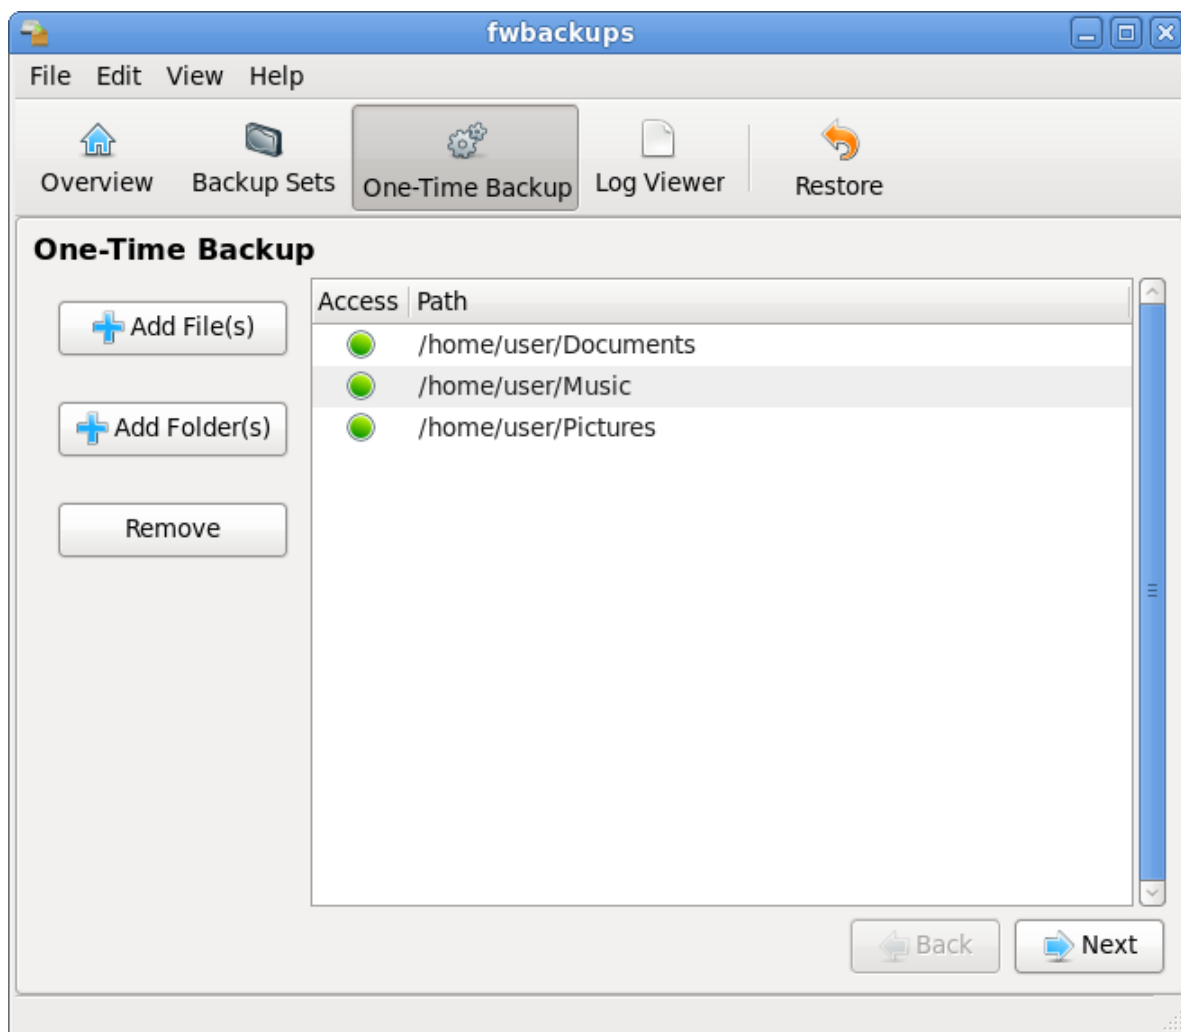 fwbackups
File Edit View Help
Overview Backup Sets One-Time Backup Log Viewer Restore
One-Time Backup
Add File(s)
Add Folder(s)
Remove
Access Path
/home/user/Documents
/home/user/Music
/home/user/Pictures
Back Next